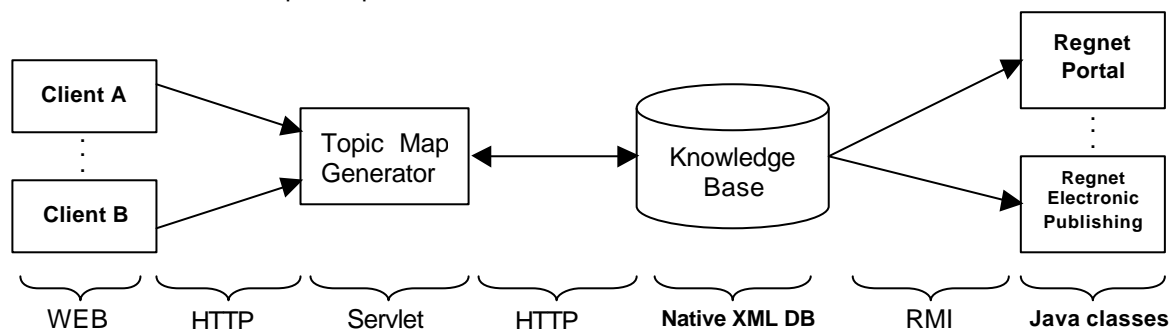 Client A
Client B
Topic Map
Generator
Knowledge
Base
Regnet
Portal
Regnet
Electronic
Publishing
WEB
HTTP
Servlet
HTTP
Native XML DB
RMI
Java classes